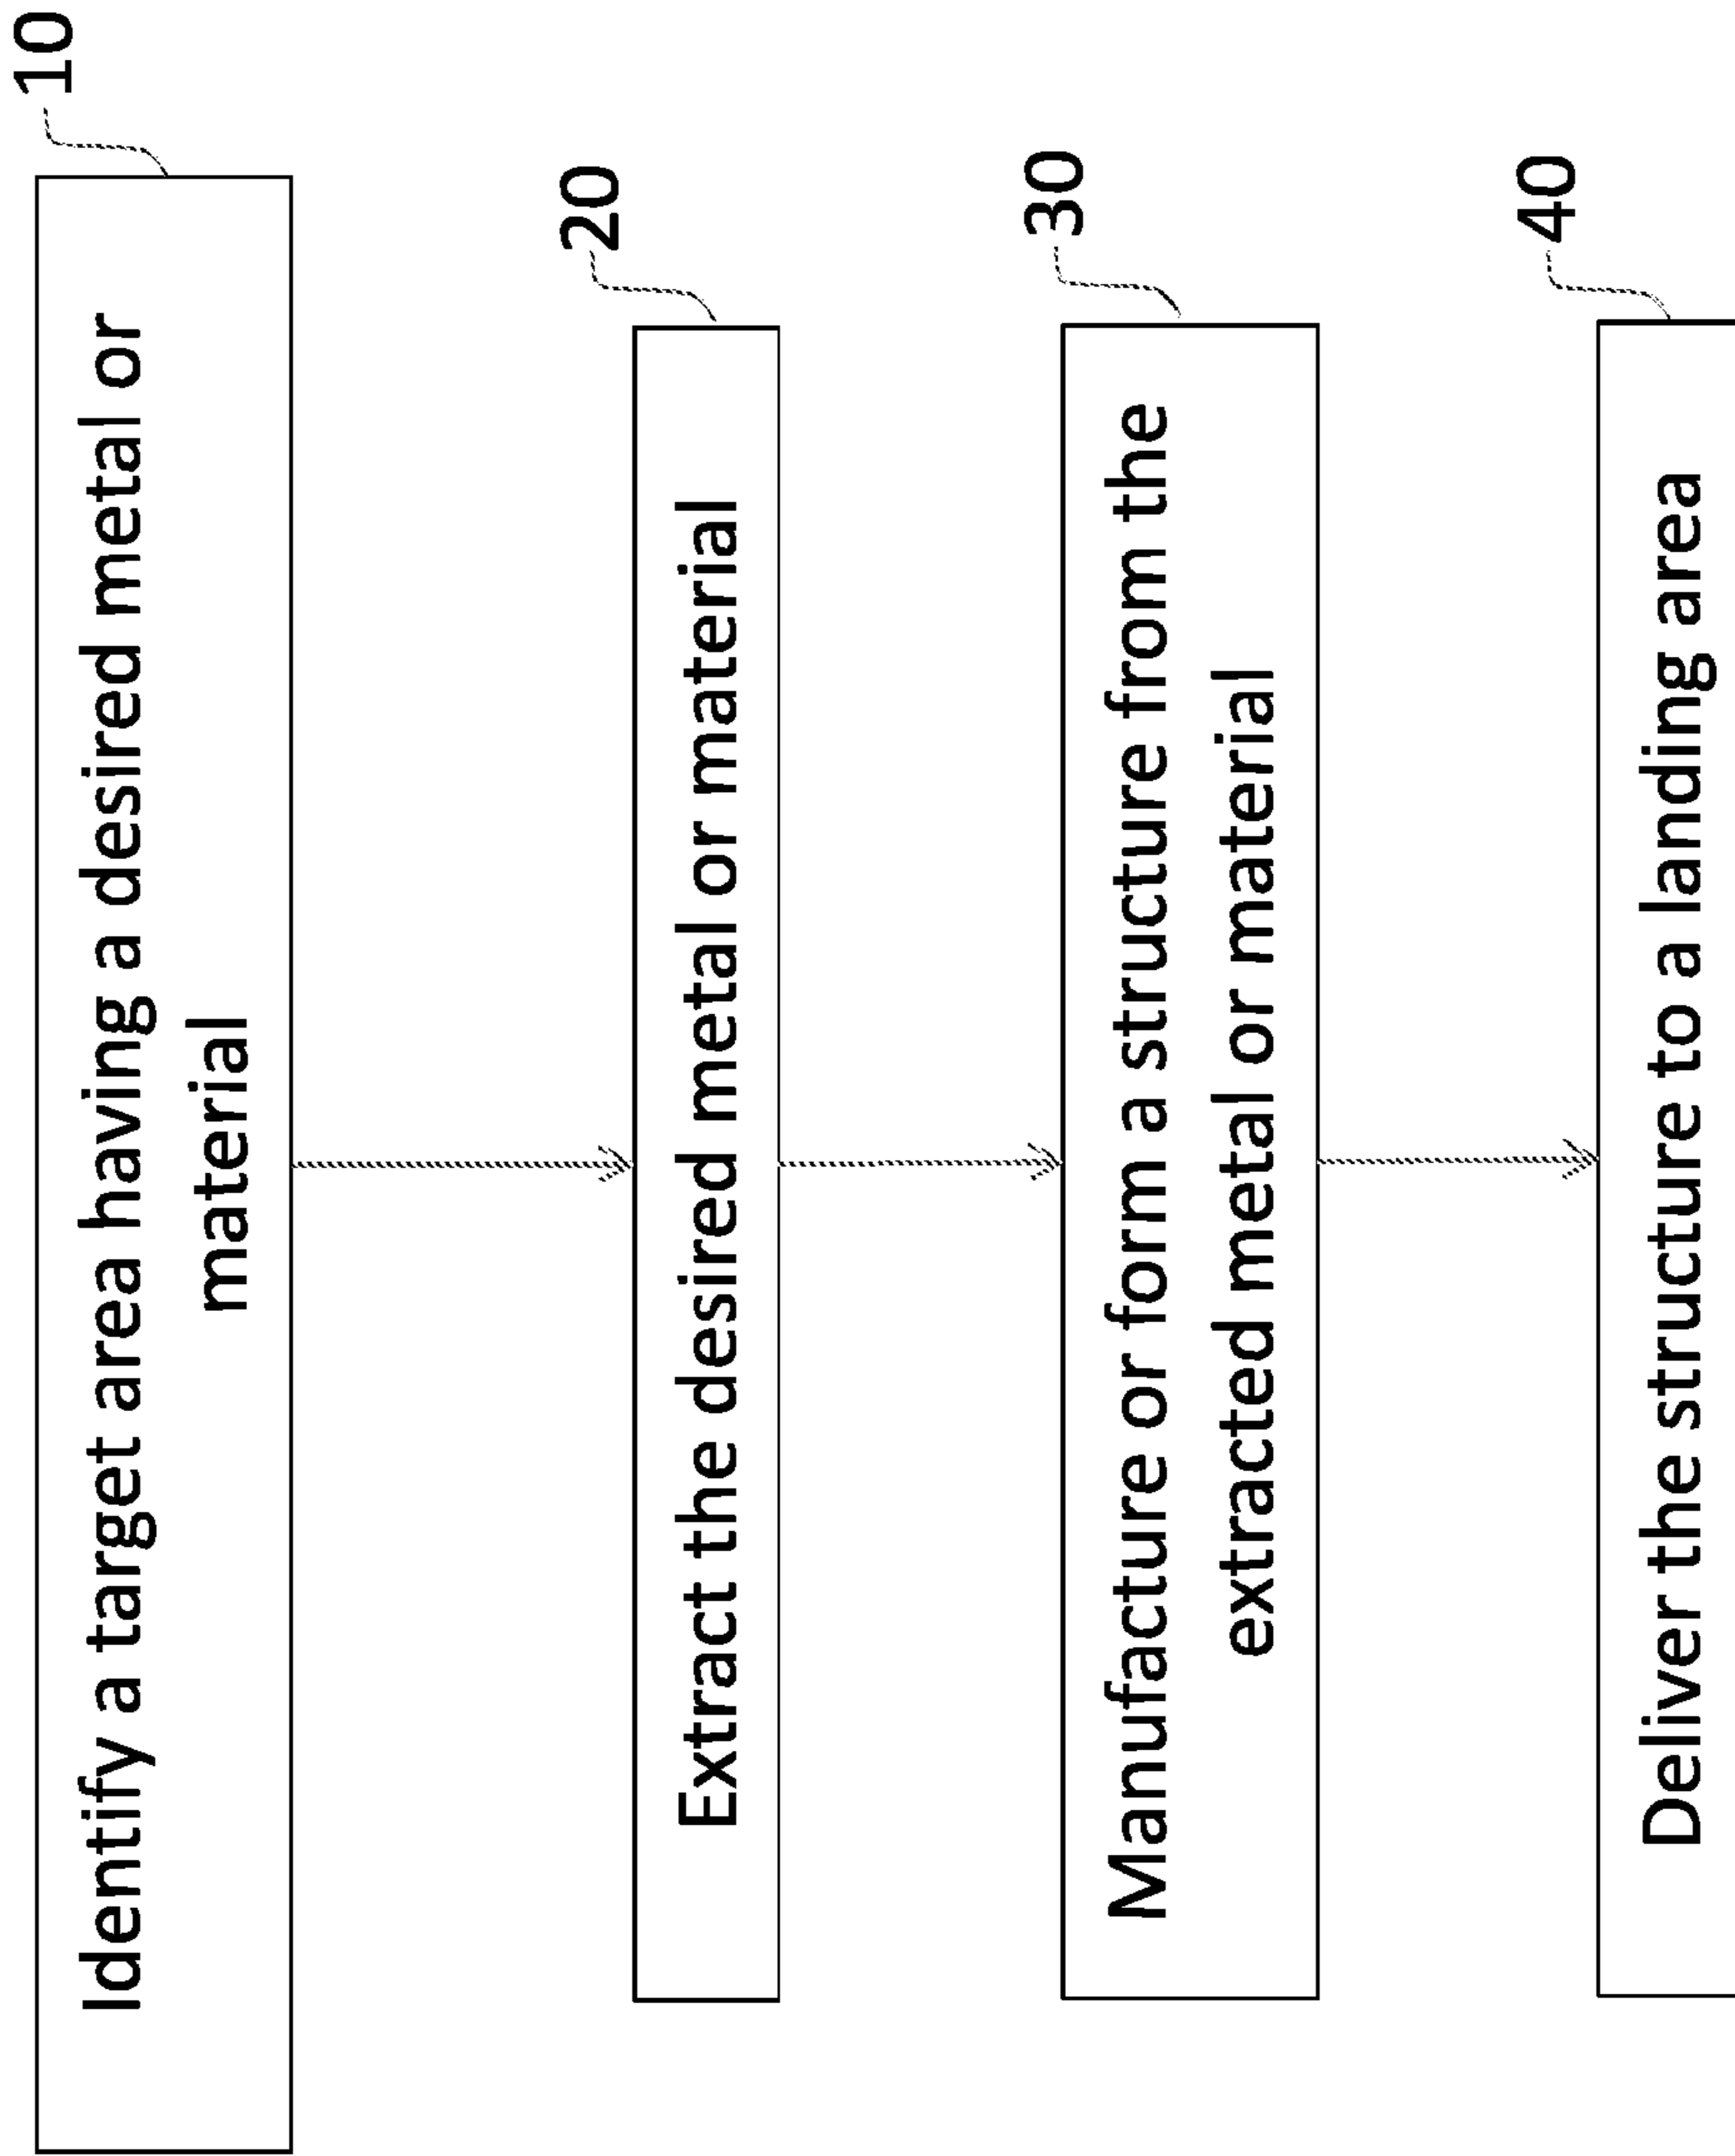 10
Identify a target area having a desired metal or
material
20
Extract the desired metal or material
30
Manufacture or form a structure from the
extracted metal or material
40
Deliver the structure to a landing area